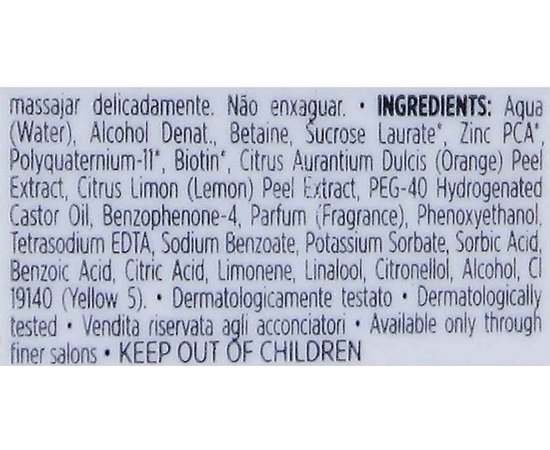 massajar delicadamente. Não enxaguar. • INGREDIENTS: Aqua
(Water), Alcohol Denat., Betaine, Sucrose Laurate*, Zinc PCA*,
Polyquaternium-11*, Biotin*, Citrus Aurantium Dulcis (Orange) Peel
Extract, Citrus Limon (Lemon) Peel Extract, PEG-40 Hydrogenated
Castor Oil, Benzophenone-4, Parfum (Fragrance), Phenoxyethanol,
Tetrasodium EDTA, Sodium Benzoate, Potassium Sorbate, Sorbic Acid,
Benzoic Acid, Citric Acid, Limonene, Linalool, Citronellol, Alcohol, CI
19140 (Yellow 5). • Dermatologicamente testato • Dermatologically
tested • Vendita riservata agli acconciatori • Available only through
finer salons • KEEP OUT OF CHILDREN